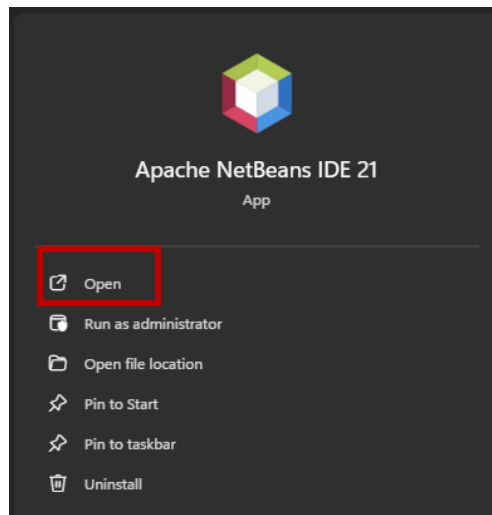 Apache NetBeans IDE 21
App
Open
Run as administrator
Open file location
Pin to Start
Pin to taskbar
Uninstall